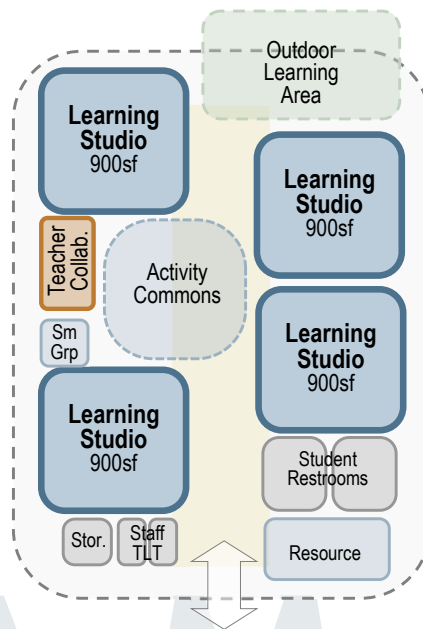 Outdoor
Learning
Area
Learning
Studio
900sf
Learning
Studio
900sf
Teacher
Collab.
Activity
Commons
Sm
Grp
Learning
Studio
900sf
Learning
Studio
900sf
Student
Restrooms
Stor.
Staff
TLT
Resource